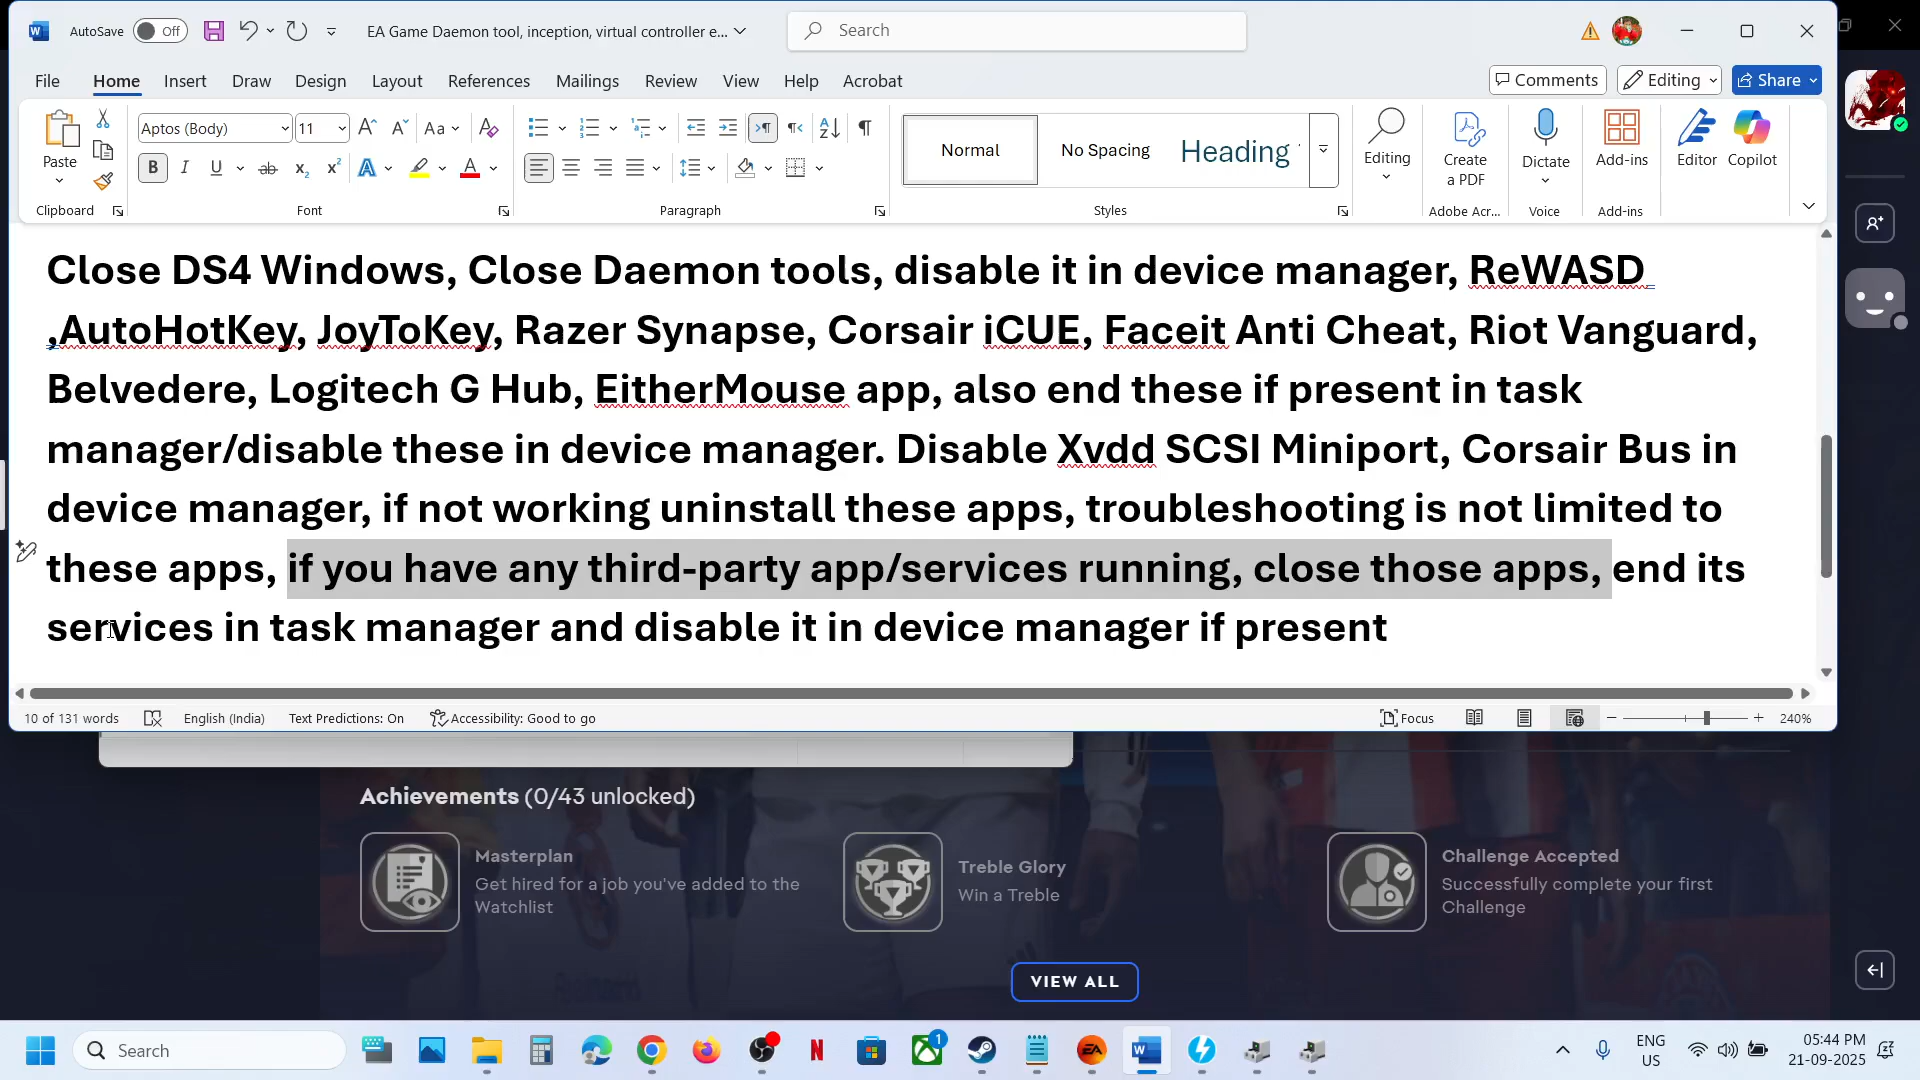 AutoSave Off EA Game Daemon tool, inception, virtual controller e... Search
File Home Insert Draw Design Layout References Mailings Review View Help Acrobat Comments Editing Share
Paste Aptos (Body) 11 Normal No Spacing Heading Editing Create a PDF Dictate Add-ins Editor Copilot
Clipboard Font Paragraph Styles Adobe Acr... Voice Add-ins
Close DS4 Windows, Close Daemon tools, disable it in device manager, ReWASD
,AutoHotKey, JoyToKey, Razer Synapse, Corsair iCUE, Faceit Anti Cheat, Riot Vanguard,
Belvedere, Logitech G Hub, EitherMouse app, also end these if present in task
manager/disable these in device manager. Disable Xvdd SCSI Miniport, Corsair Bus in
device manager, if not working uninstall these apps, troubleshooting is not limited to
these apps, if you have any third-party app/services running, close those apps, end its
services in task manager and disable it in device manager if present
10 of 131 words English (India) Text Predictions: On Accessibility: Good to go Focus 240%
Achievements (0/43 unlocked)
Masterplan
Get hired for a job you've added to the
Watchlist
Treble Glory
Win a Treble
Challenge Accepted
Successfully complete your first
Challenge
VIEW ALL
Search ENG US 05:44 PM 21-09-2025